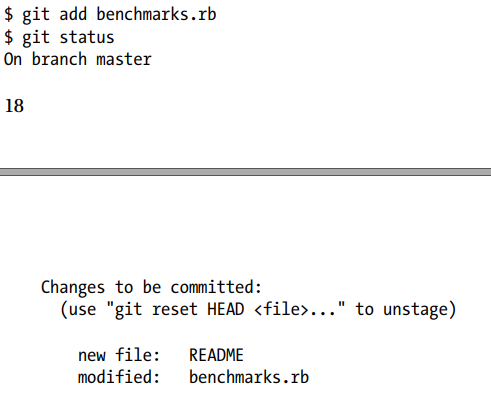 $ git add benchmarks.rb
$ git status
On branch master
18
Changes to be committed:
(use "git reset HEAD <file>..." to unstage)
new file: README
modified: benchmarks.rb